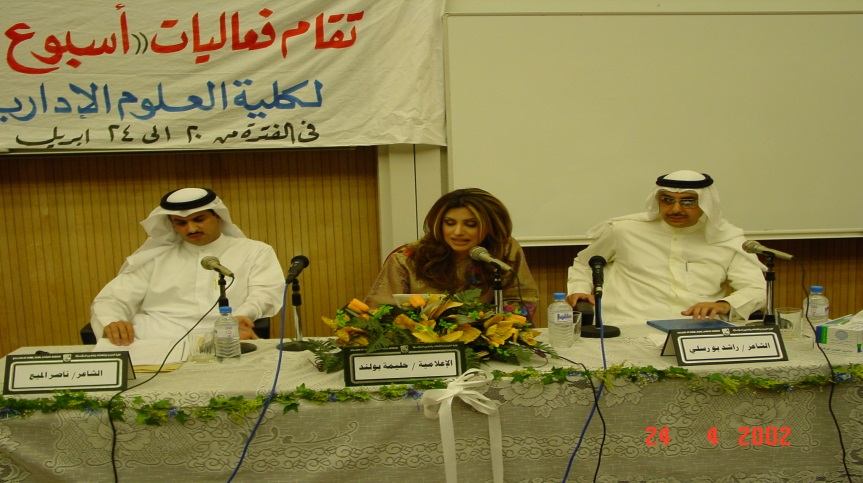 تقام فعاليات «أسبوع
لكلية العلوم الإدارية
في الفترة من ٢٠ الى ٢٤ ابريل
الشاعر / ناصر الميع
الإعلامية / حليمة بولند
الشاعر / راشد بورسلي
24 4 2002